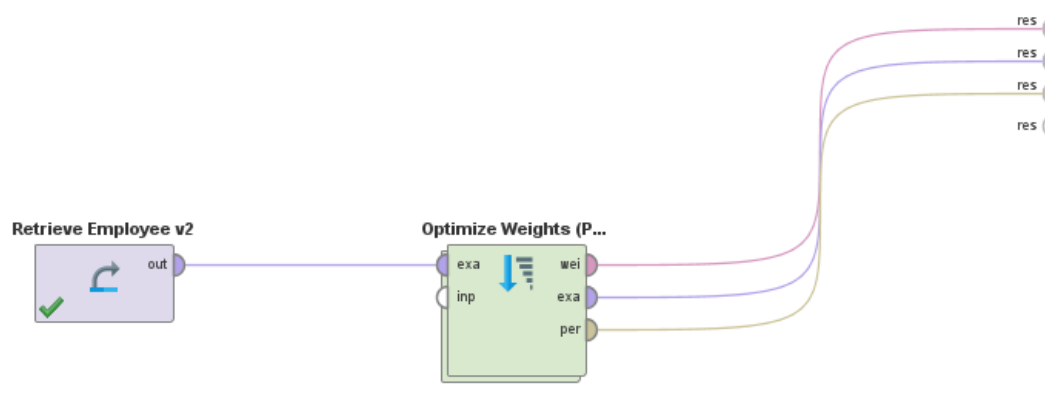 res
res
res
res
Retrieve Employee v2
Optimize Weights (P...
out
exa
wei
inp
exa
per